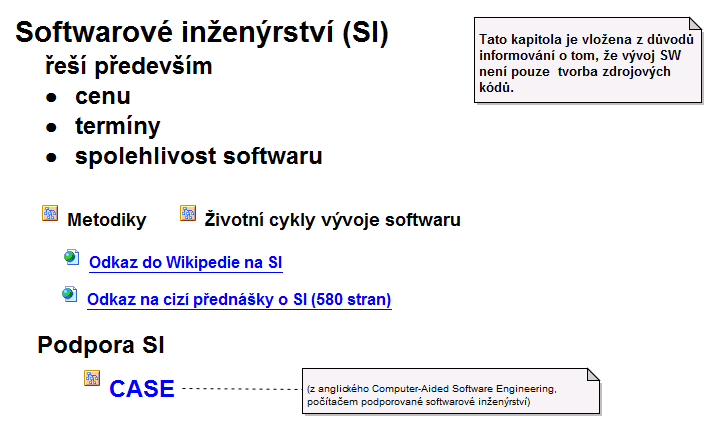 Softwarové inženýrství (SI)
řeší především
• cenu
• termíny
• spolehlivost softwaru
Tato kapitola je vložena z důvodů
informování o tom, že vývoj SW
není pouze tvorba zdrojových
kódů.
Metodiky
Životní cykly vývoje softwaru
Odkaz do Wikipedie na SI
Odkaz na cizí přednášky o SI (580 stran)
Podpora SI
CASE
(z anglického Computer-Aided Software Engineering,
počítačem podporované softwarové inženýrství)